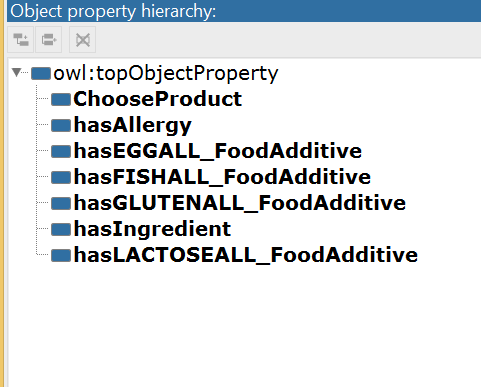 Object property hierarchy:
owl:topObjectProperty
ChooseProduct
hasAllergy
hasEGGALL_FoodAdditive
hasFISHALL_FoodAdditive
hasGLUTENALL_FoodAdditive
hasIngredient
hasLACTOSEALL_FoodAdditive